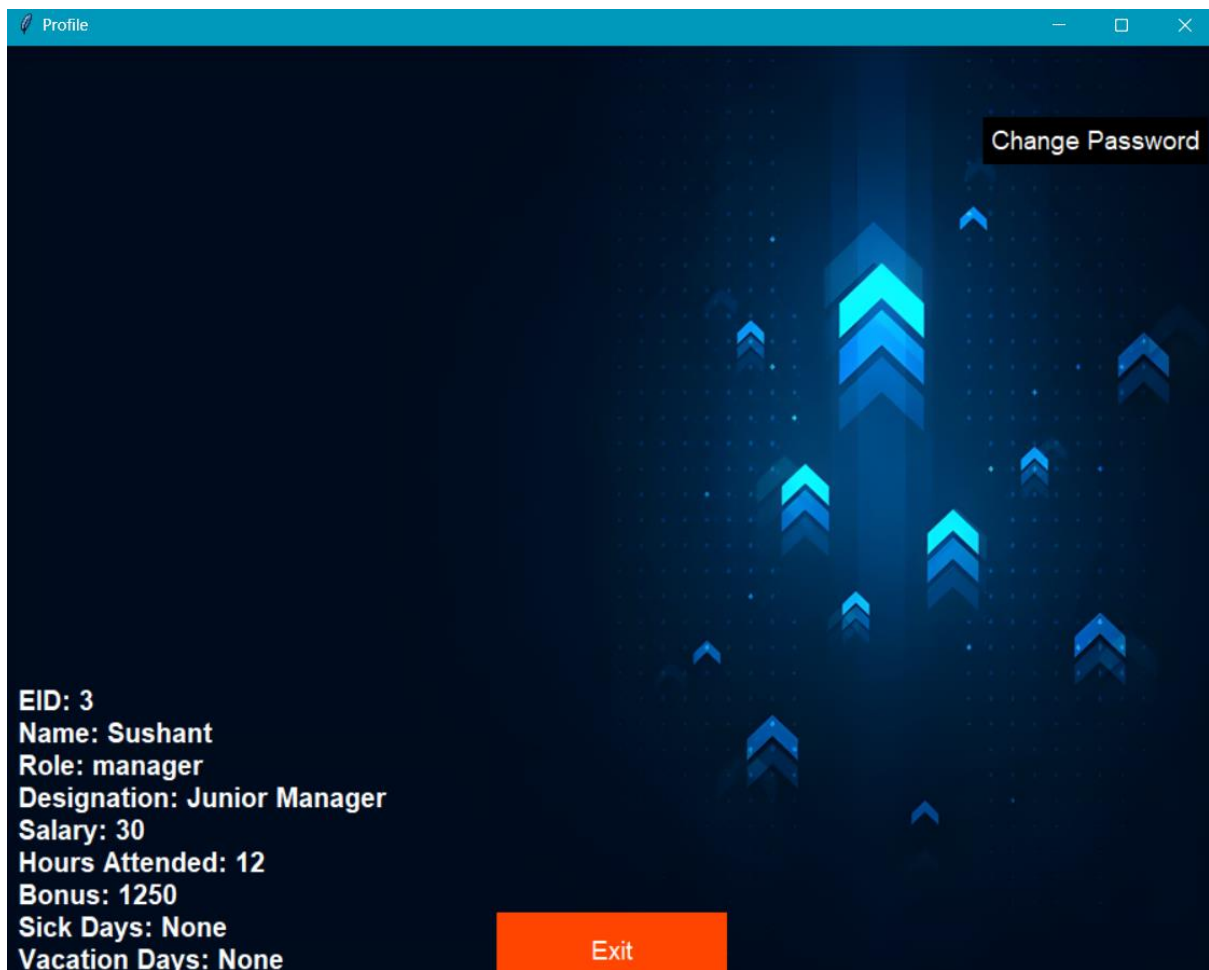 Profile
Change Password
EID: 3
Name: Sushant
Role: manager
Designation: Junior Manager
Salary: 30
Hours Attended: 12
Bonus: 1250
Sick Days: None
Vacation Days: None
Exit